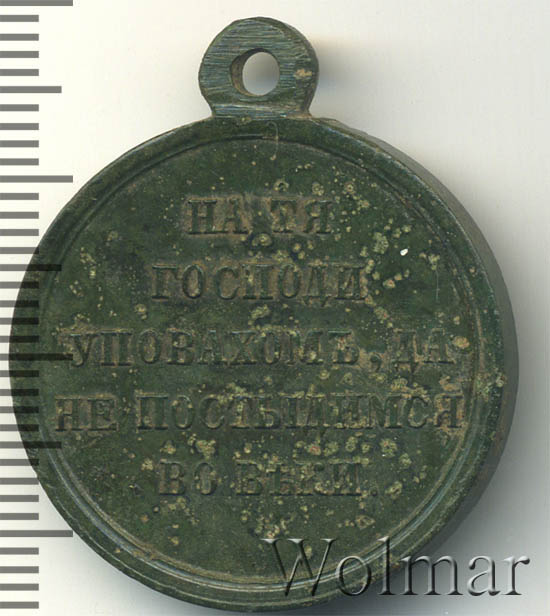 НА ТЯ
ГОСПОДИ
УПОВАХОМЪ, ДА
НЕ ПОСТЫДИМСЯ
ВО ВѢКИ.
Wolmar